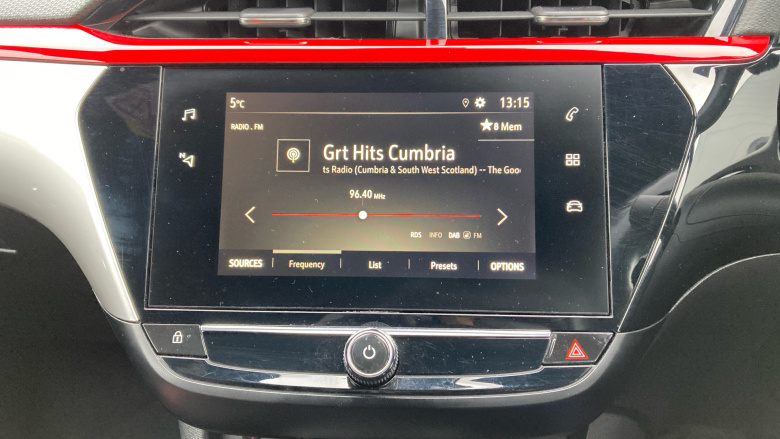 5°C 13:15
RADIO . FM ★8 Mem
Grt Hits Cumbria
ts Radio (Cumbria & South West Scotland) -- The Goo
96.40 MHz
RDS INFO DAB FM
SOURCES Frequency List Presets OPTIONS
N